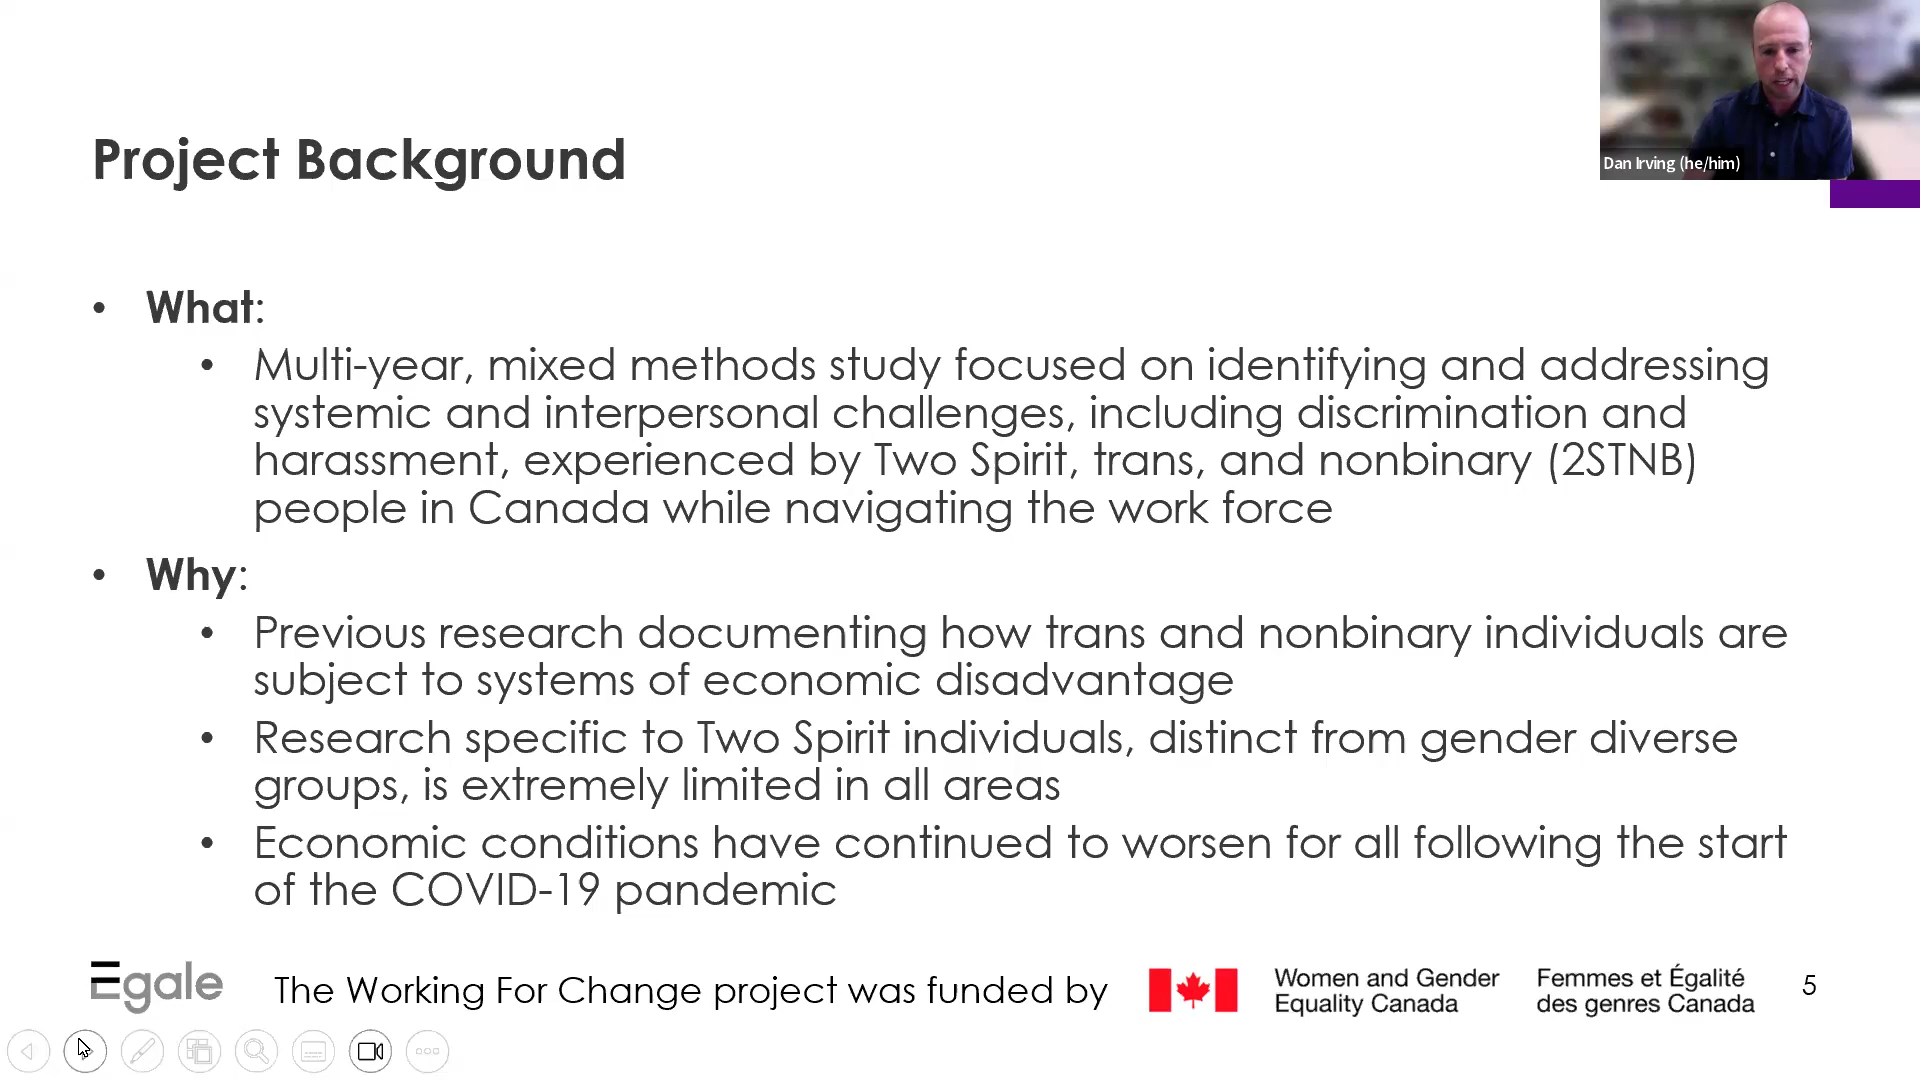 Dan Irving (he/him)
Project Background
• What:
• Multi-year, mixed methods study focused on identifying and addressing
systemic and interpersonal challenges, including discrimination and
harassment, experienced by Two Spirit, trans, and nonbinary (2STNB)
people in Canada while navigating the work force
• Why:
• Previous research documenting how trans and nonbinary individuals are
subject to systems of economic disadvantage
• Research specific to Two Spirit individuals, distinct from gender diverse
groups, is extremely limited in all areas
• Economic conditions have continued to worsen for all following the start
of the COVID-19 pandemic
Egale
The Working For Change project was funded by
Women and Gender
Equality Canada
Femmes et Égalité
des genres Canada
5